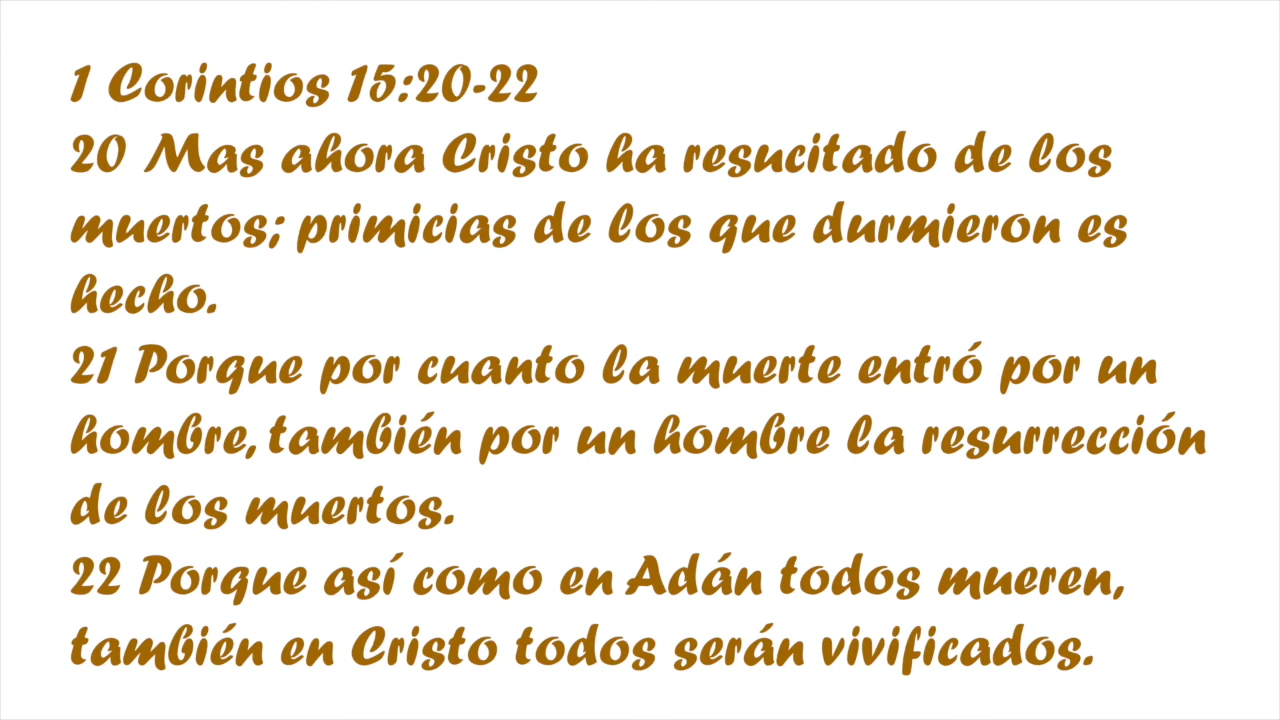 1 Corintios 15:20-22
20 Mas ahora Cristo ha resucitado de los
muertos; primicias de los que durmieron es
hecho.
21 Porque por cuanto la muerte entró por un
hombre, también por un hombre la resurrección
de los muertos.
22 Porque así como en Adán todos mueren,
también en Cristo todos serán vivificados.